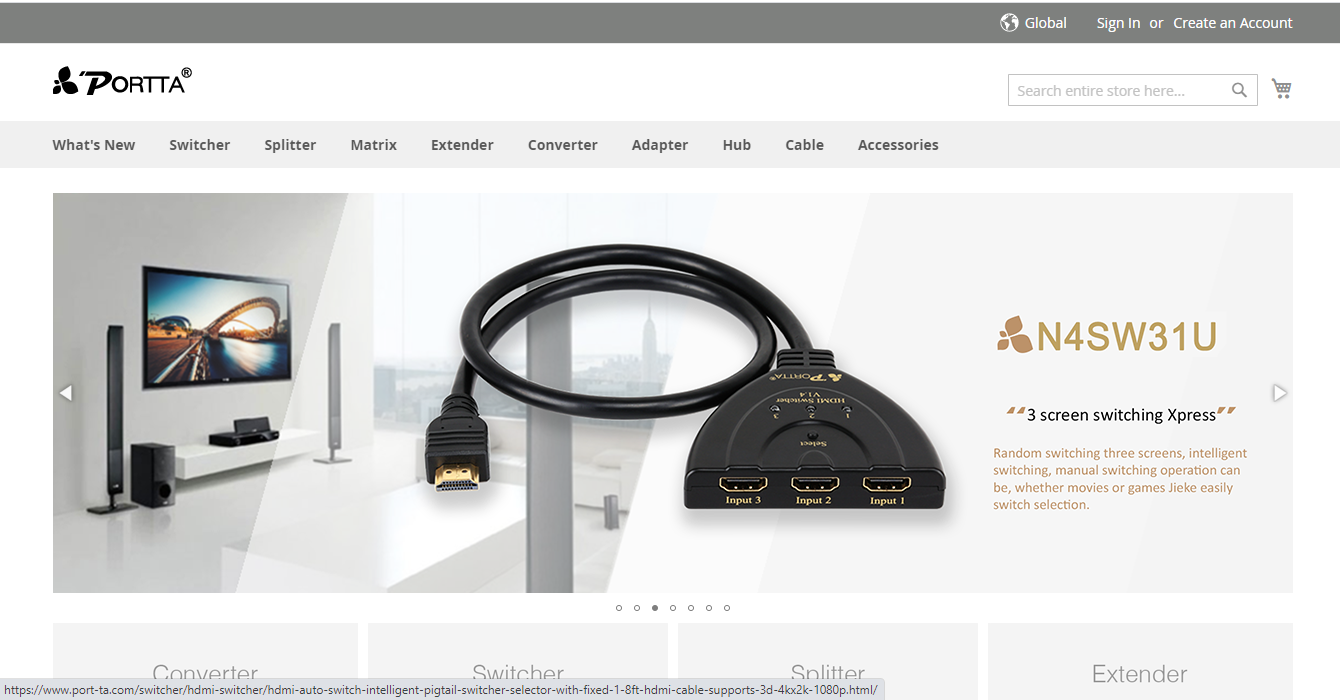 Global
Sign In or Create an Account
PORTTA®
Search entire store here...
What's New
Switcher
Splitter
Matrix
Extender
Converter
Adapter
Hub
Cable
Accessories
PORTTA®
HDMI Switcher
V1.4
3 2 1
Select
Input 3 Input 2 Input 1
N4SW31U
“3 screen switching Xpress”
Random switching three screens, intelligent
switching, manual switching operation can
be, whether movies or games Jieke easily
switch selection.
Converter
Switcher
Splitter
Extender
https://www.port-ta.com/switcher/hdmi-switcher/hdmi-auto-switch-intelligent-pigtail-switcher-selector-with-fixed-1-8ft-hdmi-cable-supports-3d-4kx2k-1080p.html/